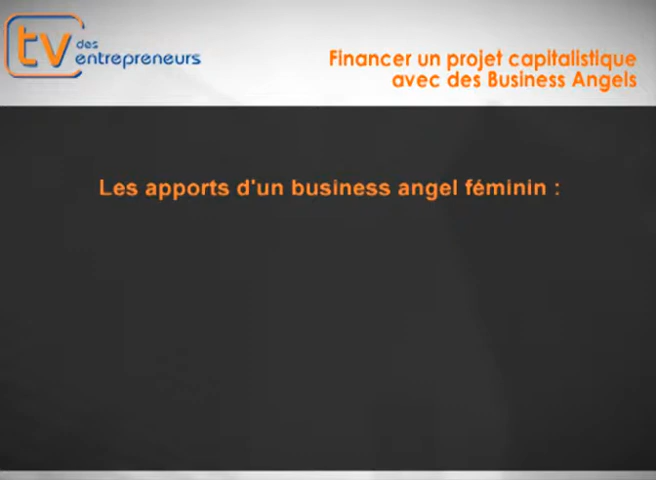 tv des
entrepreneurs
Financer un projet capitalistique
avec des Business Angels
Les apports d'un business angel féminin :